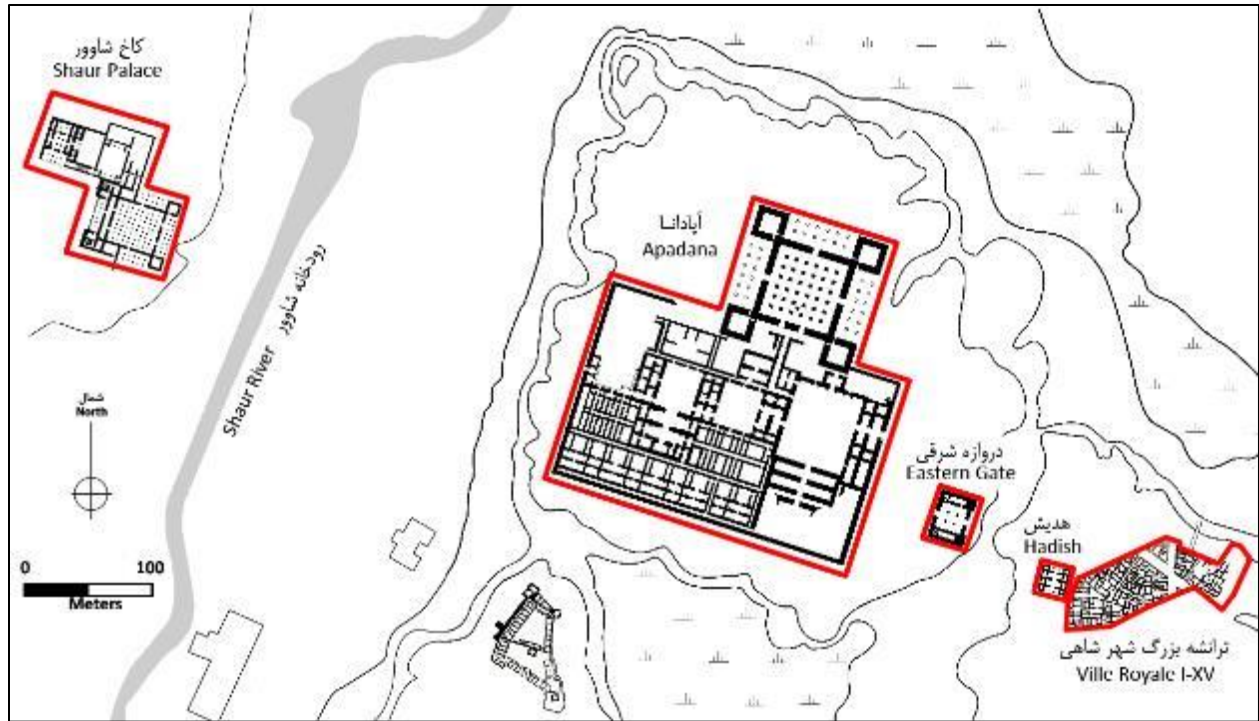 کاخ شاوور
Shaur Palace
رودخانه شاوور
Shaur River
آپادانا
Apadana
دروازه شرقی
Eastern Gate
هدیش
Hadish
ترانشه بزرگ شهر شاهی
Ville Royale I-XV
شمال
North
0 100
Meters